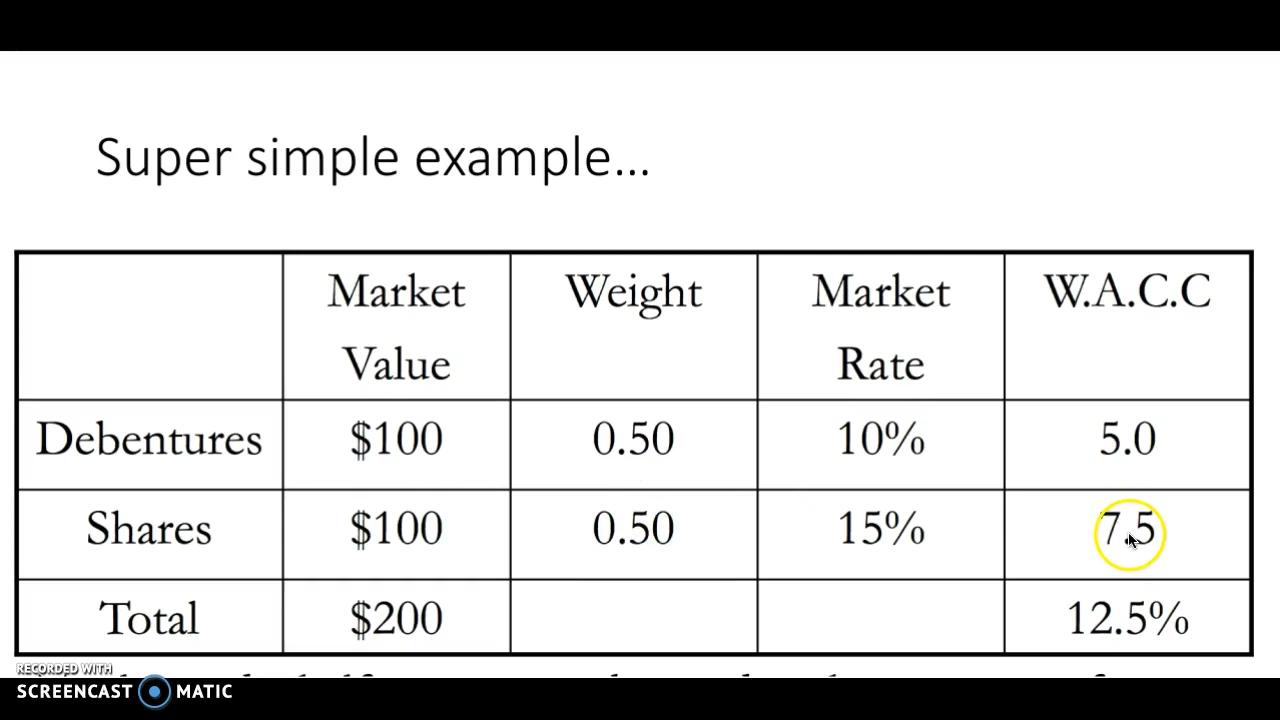 Super simple example...
Market Value Weight Market Rate W.A.C.C
Debentures $100 0.50 10% 5.0
Shares $100 0.50 15% 7.5
Total $200 12.5%
RECORDED WITH
SCREENCAST MATIC